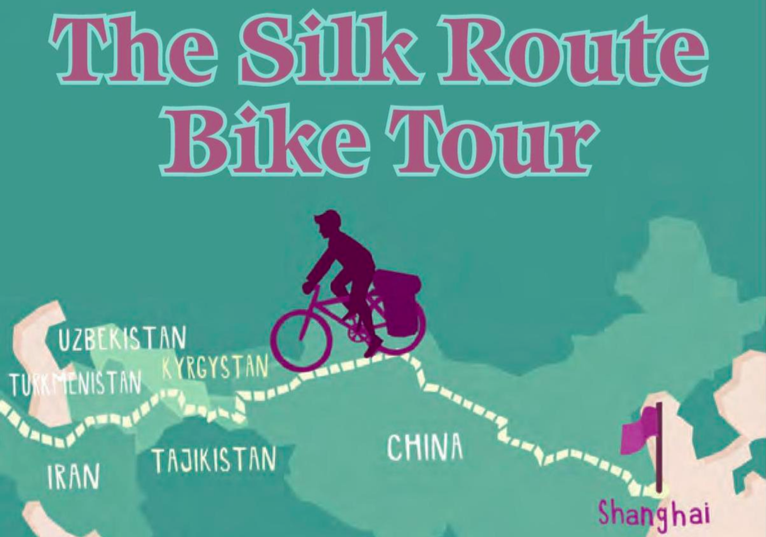 The Silk Route
Bike Tour
UZBEKISTAN
KYRGYSTAN
TURKMENISTAN
CHINA
TAJIKISTAN
IRAN
Shanghai